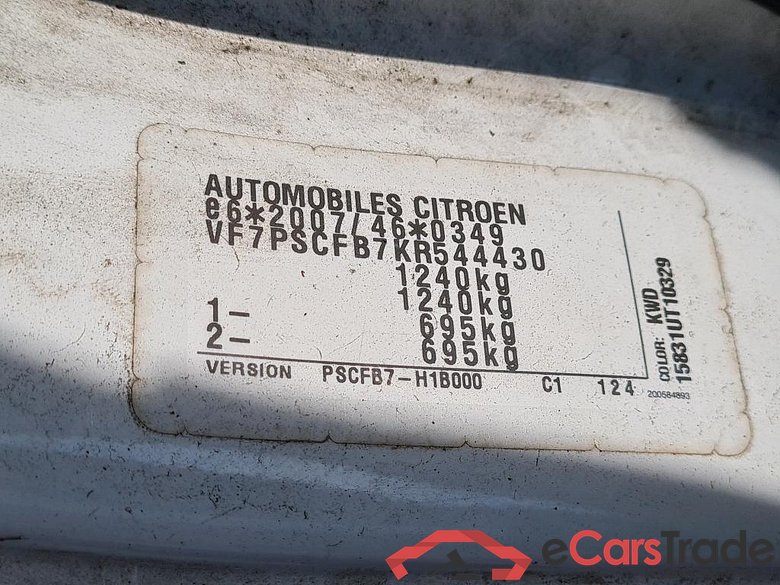 AUTOMOBILES CITROEN
e6*2007/46*0349
VF7PSCFB7KR544430
1240kg
1240kg
1- 695kg
2- 695kg
VERSION PSCFB7-H1B000 C1 124
COLOR: KWD
15831UT10329
200584893
eCarsTrade